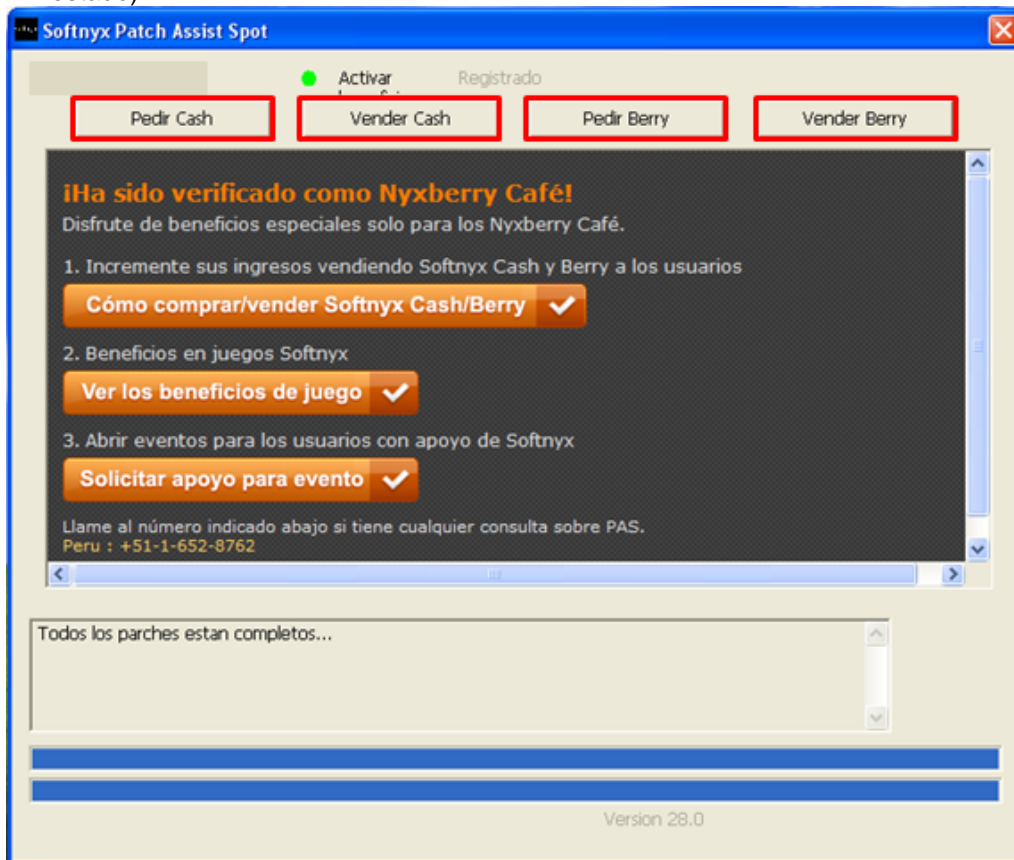 Softnyx Patch Assist Spot
Activar Registrado
Pedir Cash Vender Cash Pedir Berry Vender Berry
¡Ha sido verificado como Nyxberry Café!
Disfrute de beneficios especiales solo para los Nyxberry Café.
1. Incremente sus ingresos vendiendo Softnyx Cash y Berry a los usuarios
Cómo comprar/vender Softnyx Cash/Berry
2. Beneficios en juegos Softnyx
Ver los beneficios de juego
3. Abrir eventos para los usuarios con apoyo de Softnyx
Solicitar apoyo para evento
Llame al número indicado abajo si tiene cualquier consulta sobre PAS.
Peru : +51-1-652-8762
Todos los parches estan completos...
Version 28.0